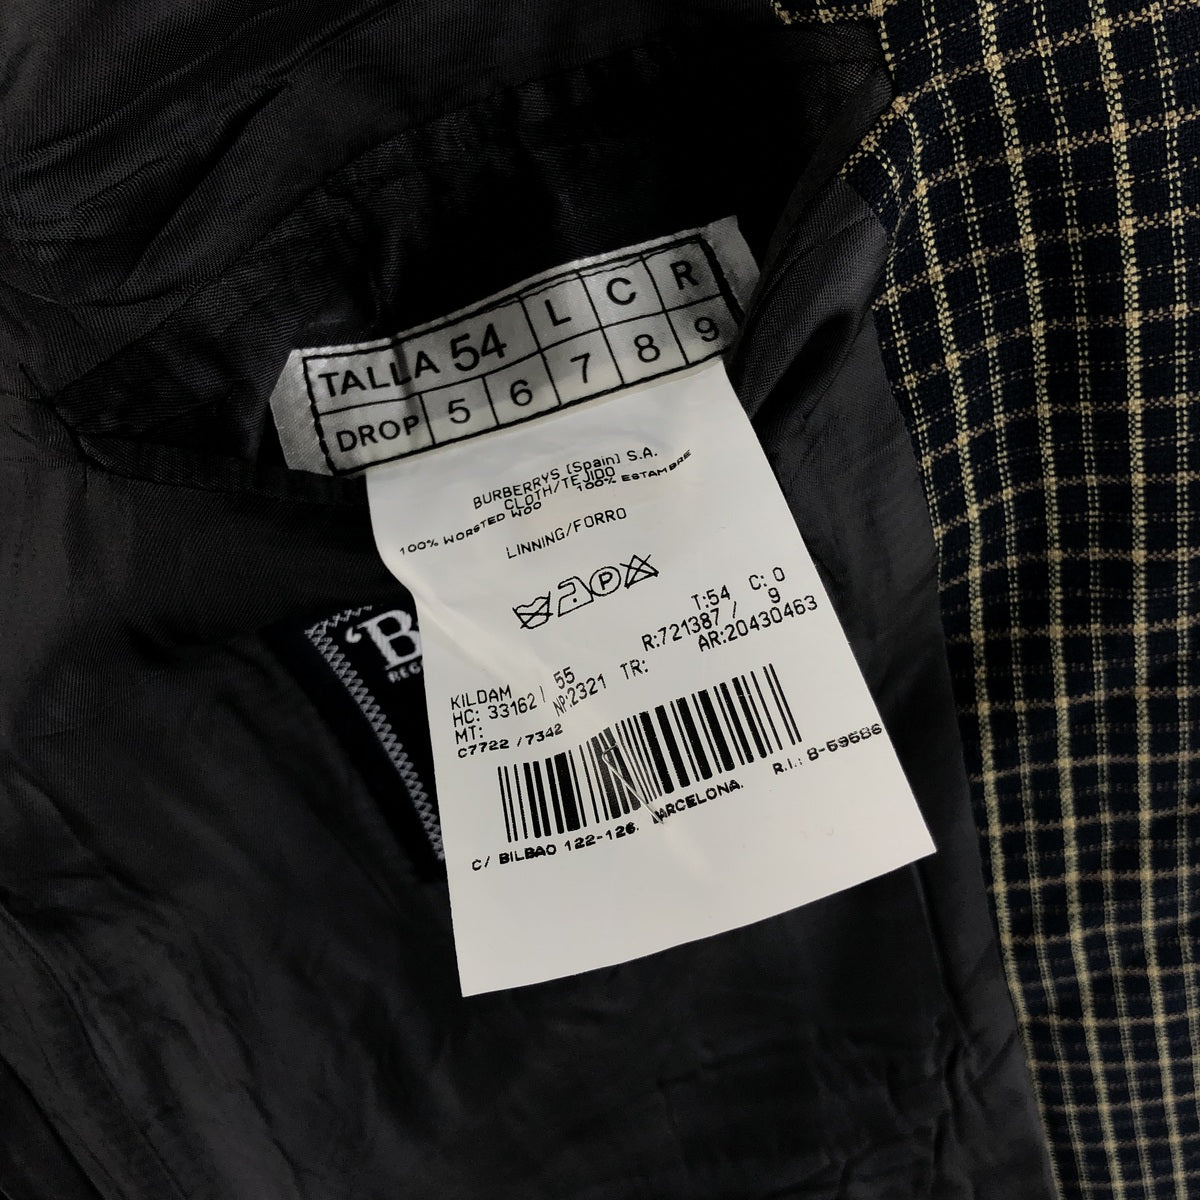 TALLA 54 L C R
DROP 5 6 7 8 9
BURBERRYS (Spain) S.A.
CLOTH/TEJIDO
100% WORSTED WOO 100% ESTAMBRE
LINNING/FORRO
P
T:54 C: 0
R:721387 / 9
AR:20430463
KILDAM 55
HC: 33162 NP:2321 TR:
MT:
C7722 /7342
C/ BILBAO 122-126. BARCELONA. R.I.: B-59586
'B
REG